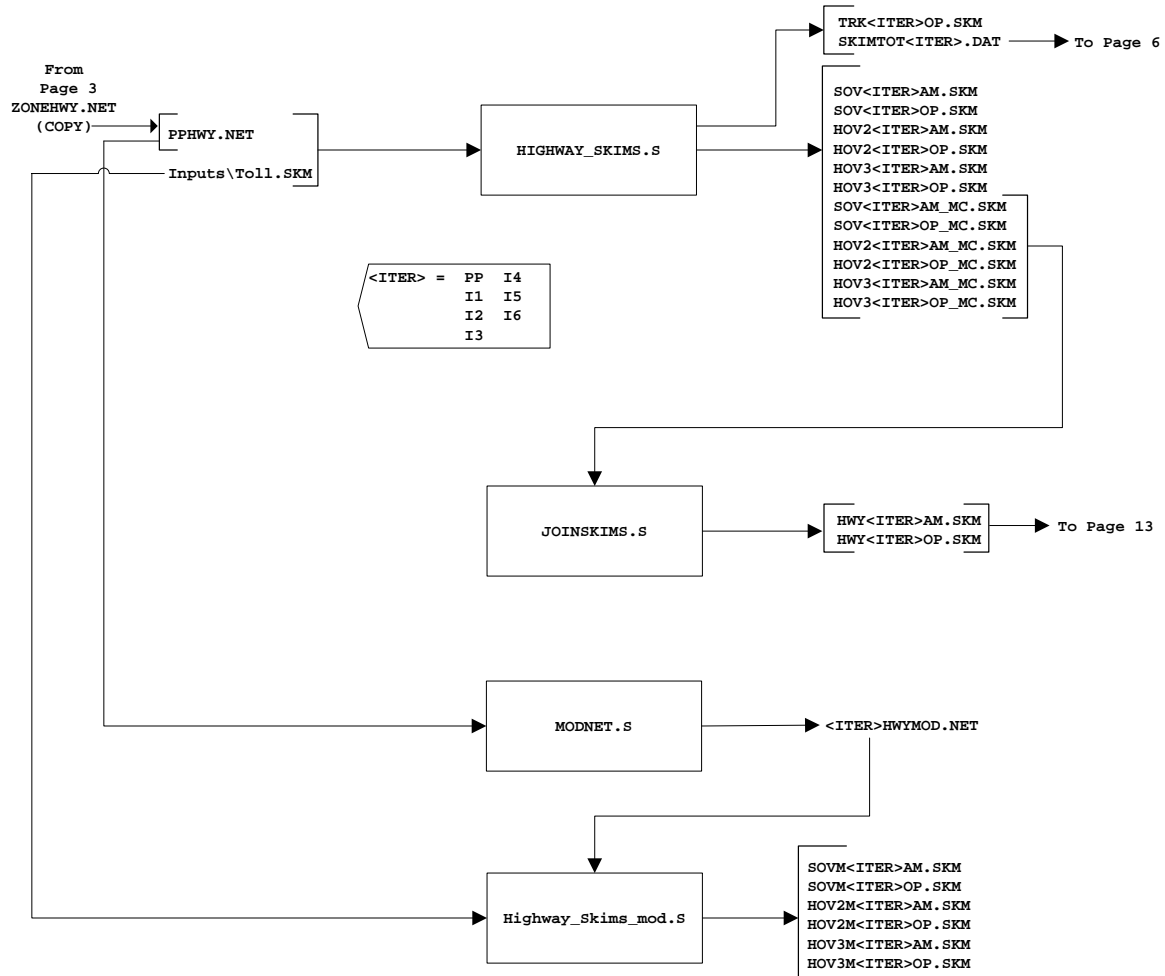 TRK<ITER>OP.SKM
SKIMTOT<ITER>.DAT
To Page 6
From
Page 3
ZONEHWY.NET
(COPY)
PPHWY.NET
Inputs\Toll.SKM
HIGHWAY_SKIMS.S
SOV<ITER>AM.SKM
SOV<ITER>OP.SKM
HOV2<ITER>AM.SKM
HOV2<ITER>OP.SKM
HOV3<ITER>AM.SKM
HOV3<ITER>OP.SKM
SOV<ITER>AM_MC.SKM
SOV<ITER>OP_MC.SKM
HOV2<ITER>AM_MC.SKM
HOV2<ITER>OP_MC.SKM
HOV3<ITER>AM_MC.SKM
HOV3<ITER>OP_MC.SKM
<ITER> = PP I4
I1 I5
I2 I6
I3
JOINSKIMS.S
HWY<ITER>AM.SKM
HWY<ITER>OP.SKM
To Page 13
MODNET.S
<ITER>HWYMOD.NET
Highway_Skims_mod.S
SOVM<ITER>AM.SKM
SOVM<ITER>OP.SKM
HOV2M<ITER>AM.SKM
HOV2M<ITER>OP.SKM
HOV3M<ITER>AM.SKM
HOV3M<ITER>OP.SKM